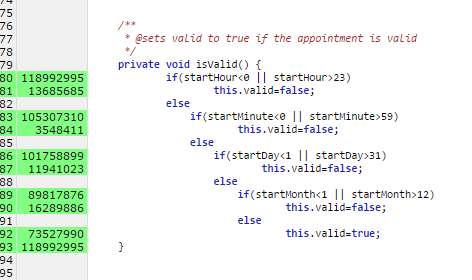 75
76 /**
77 * @sets valid to true if the appointment is valid
78 */
79 private void isValid() {
80 118992995 if(startHour<0 || startHour>23)
81 13685685 this.valid=false;
82 else
83 105307310 if(startMinute<0 || startMinute>59)
84 3548411 this.valid=false;
85 else
86 101758899 if(startDay<1 || startDay>31)
87 11941023 this.valid=false;
88 else
89 89817876 if(startMonth<1 || startMonth>12)
90 16289886 this.valid=false;
91 else
92 73527990 this.valid=true;
93 118992995 }
94
95